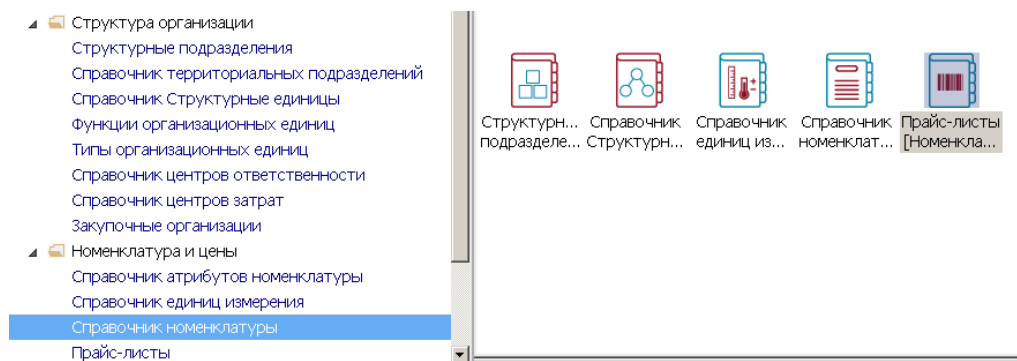 Структура организации
Структурные подразделения
Справочник территориальных подразделений
Справочник Структурные единицы
Функции организационных единиц
Типы организационных единиц
Справочник центров ответственности
Справочник центров затрат
Закупочные организации
Номенклатура и цены
Справочник атрибутов номенклатуры
Справочник единиц измерения
Справочник номенклатуры
Прайс-листы
Структурн... Справочник Справочник Справочник Прайс-листы
подразделе... Структурн... единиц из... номенклат... [Номенкла...